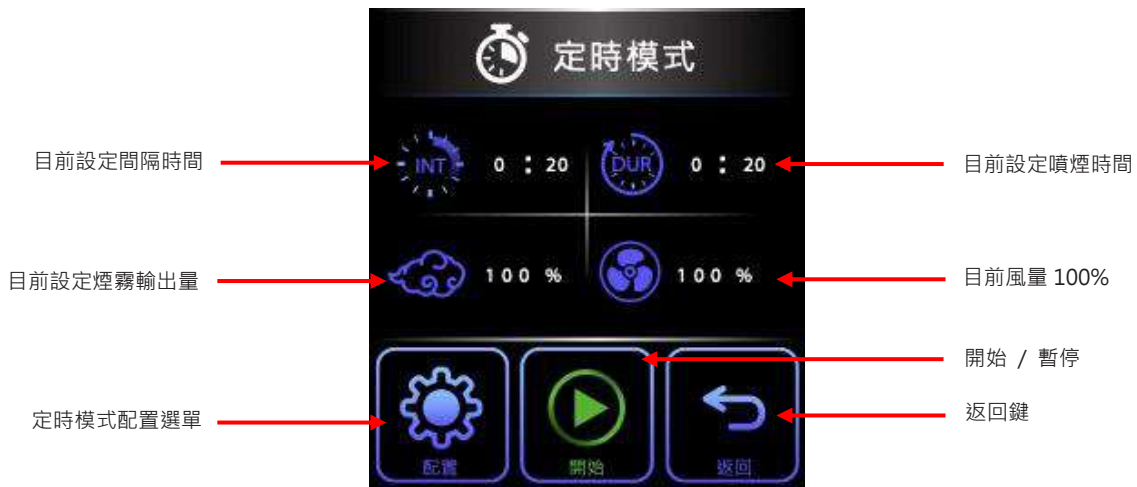 定時模式
目前設定間隔時間
INT
0 : 20
DUR
0 : 20
目前設定噴煙時間
目前設定煙霧輸出量
100 %
100 %
目前風量 100%
開始 / 暫停
定時模式配置選單
返回鍵
配置
開始
返回